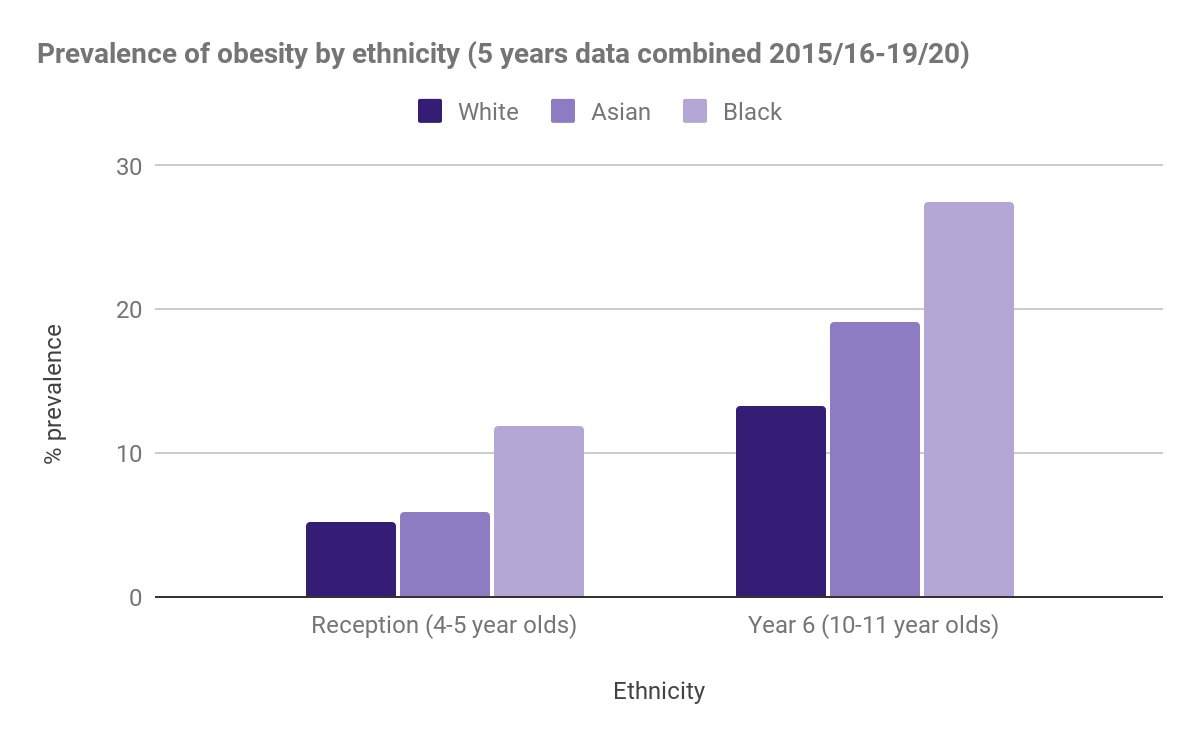 Prevalence of obesity by ethnicity (5 years data combined 2015/16-19/20)
White Asian Black
30
20
10
0
% prevalence
Reception (4-5 year olds) Year 6 (10-11 year olds)
Ethnicity